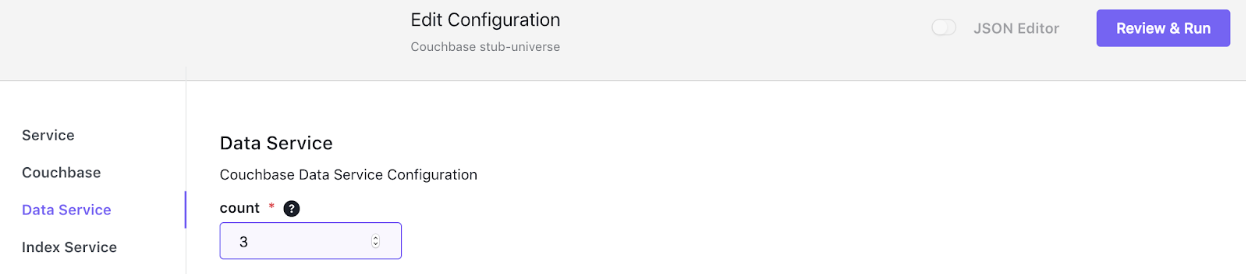 Edit Configuration
Couchbase stub-universe
JSON Editor
Review & Run
Service
Couchbase
Data Service
Index Service
Data Service
Couchbase Data Service Configuration
count * ?
3